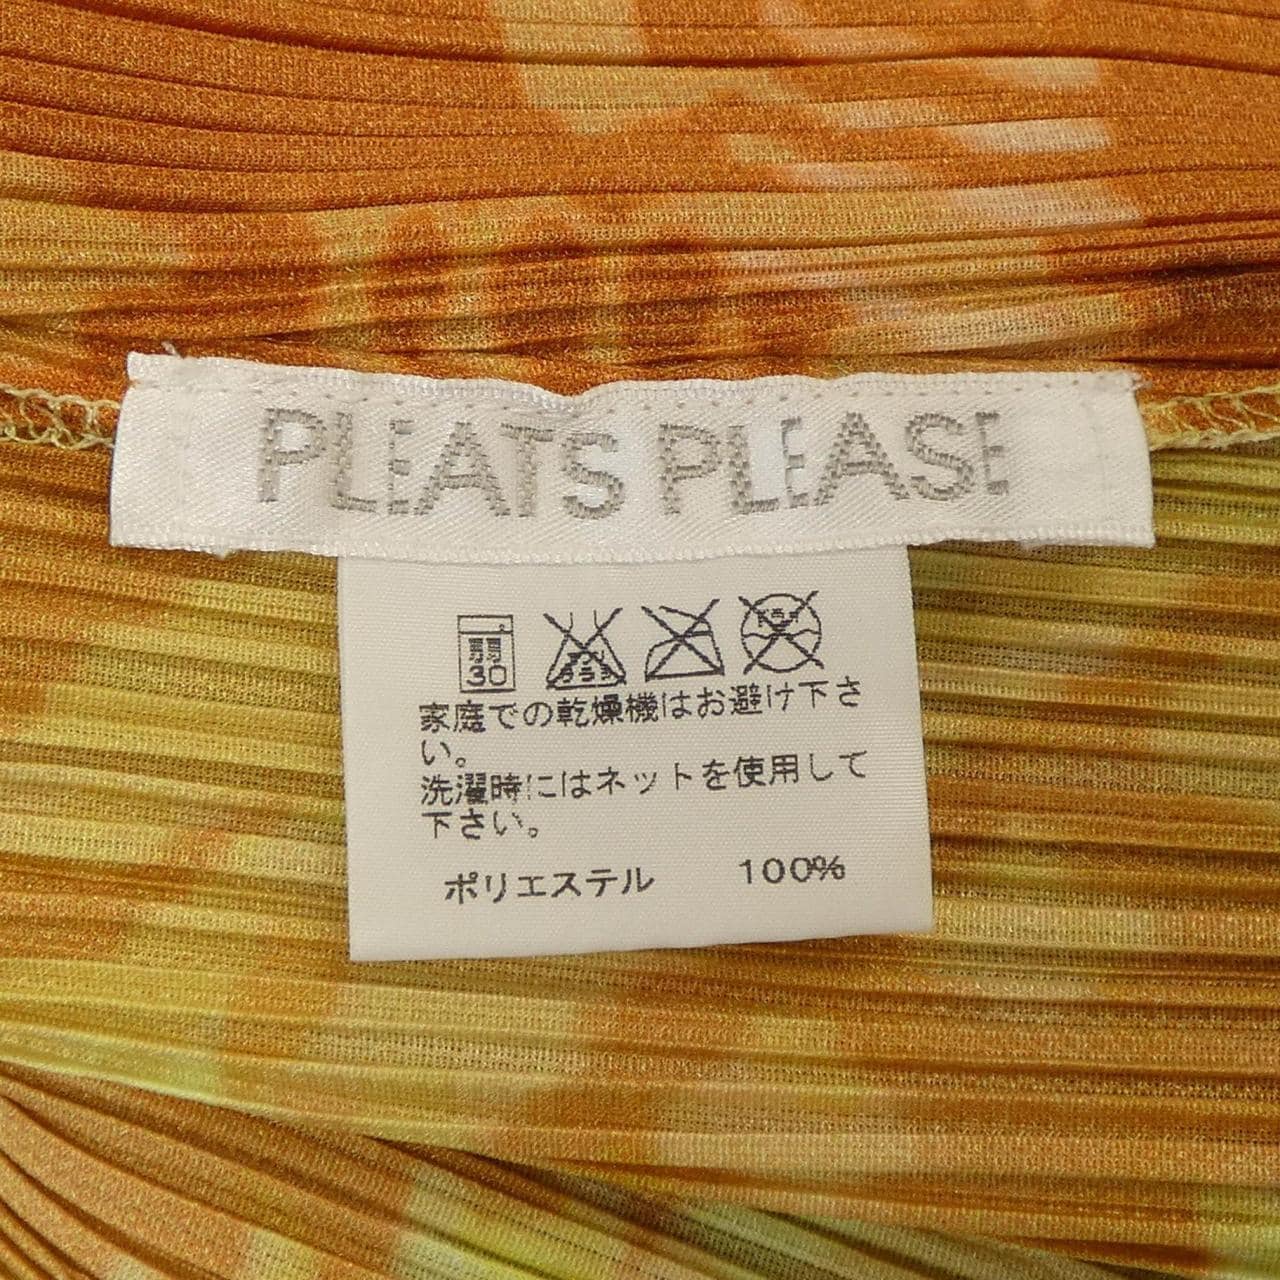 PLEATS PLEASE
弱
30
家庭での乾燥機はお避け下さ
い。
洗濯時にはネットを使用して
下さい。
ポリエステル 100%